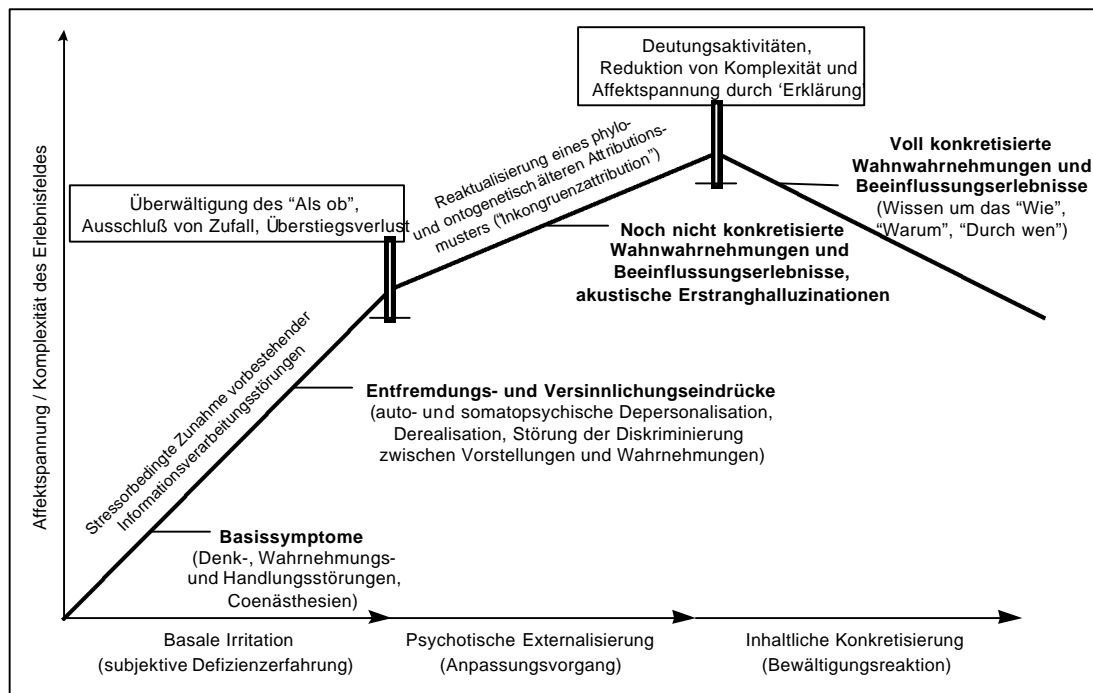 Affektspannung / Komplexität des Erlebnisfeldes
Deutungsaktivitäten,
Reduktion von Komplexität und
Affektspannung durch ‘Erklärung’
Überwältigung des “Als ob”,
Ausschluß von Zufall, Überstiegsverlust
Reaktualisierung eines phylo-
und ontogenetisch älteren Attributions-
musters (“Inkongruenzattribution”)
Voll konkretisierte
Wahnwahrnehmungen und
Beeinflussungserlebnisse
(Wissen um das “Wie”,
“Warum”, “Durch wen”)
Noch nicht konkretisierte
Wahnwahrnehmungen und
Beeinflussungserlebnisse,
akustische Erstranghalluzinationen
Stressorbedingte Zunahme vorbestehender
Informationsverarbeitungsstörungen
Entfremdungs- und Versinnlichungseindrücke
(auto- und somatopsychische Depersonalisation,
Derealisation, Störung der Diskriminierung
zwischen Vorstellungen und Wahrnehmungen)
Basissymptome
(Denk-, Wahrnehmungs-
und Handlungsstörungen,
Coenästhesien)
Basale Irritation
(subjektive Defizienzerfahrung)
Psychotische Externalisierung
(Anpassungsvorgang)
Inhaltliche Konkretisierung
(Bewältigungsreaktion)